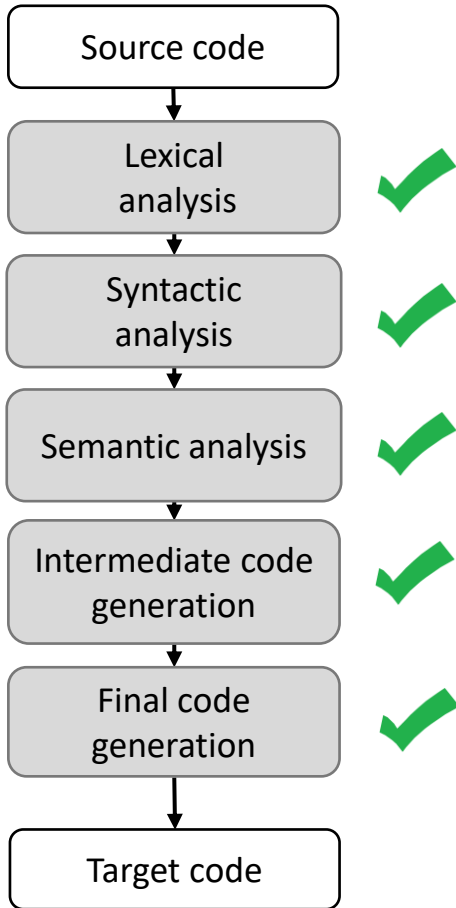 Source code
Lexical
analysis
Syntactic
analysis
Semantic analysis
Intermediate code
generation
Final code
generation
Target code